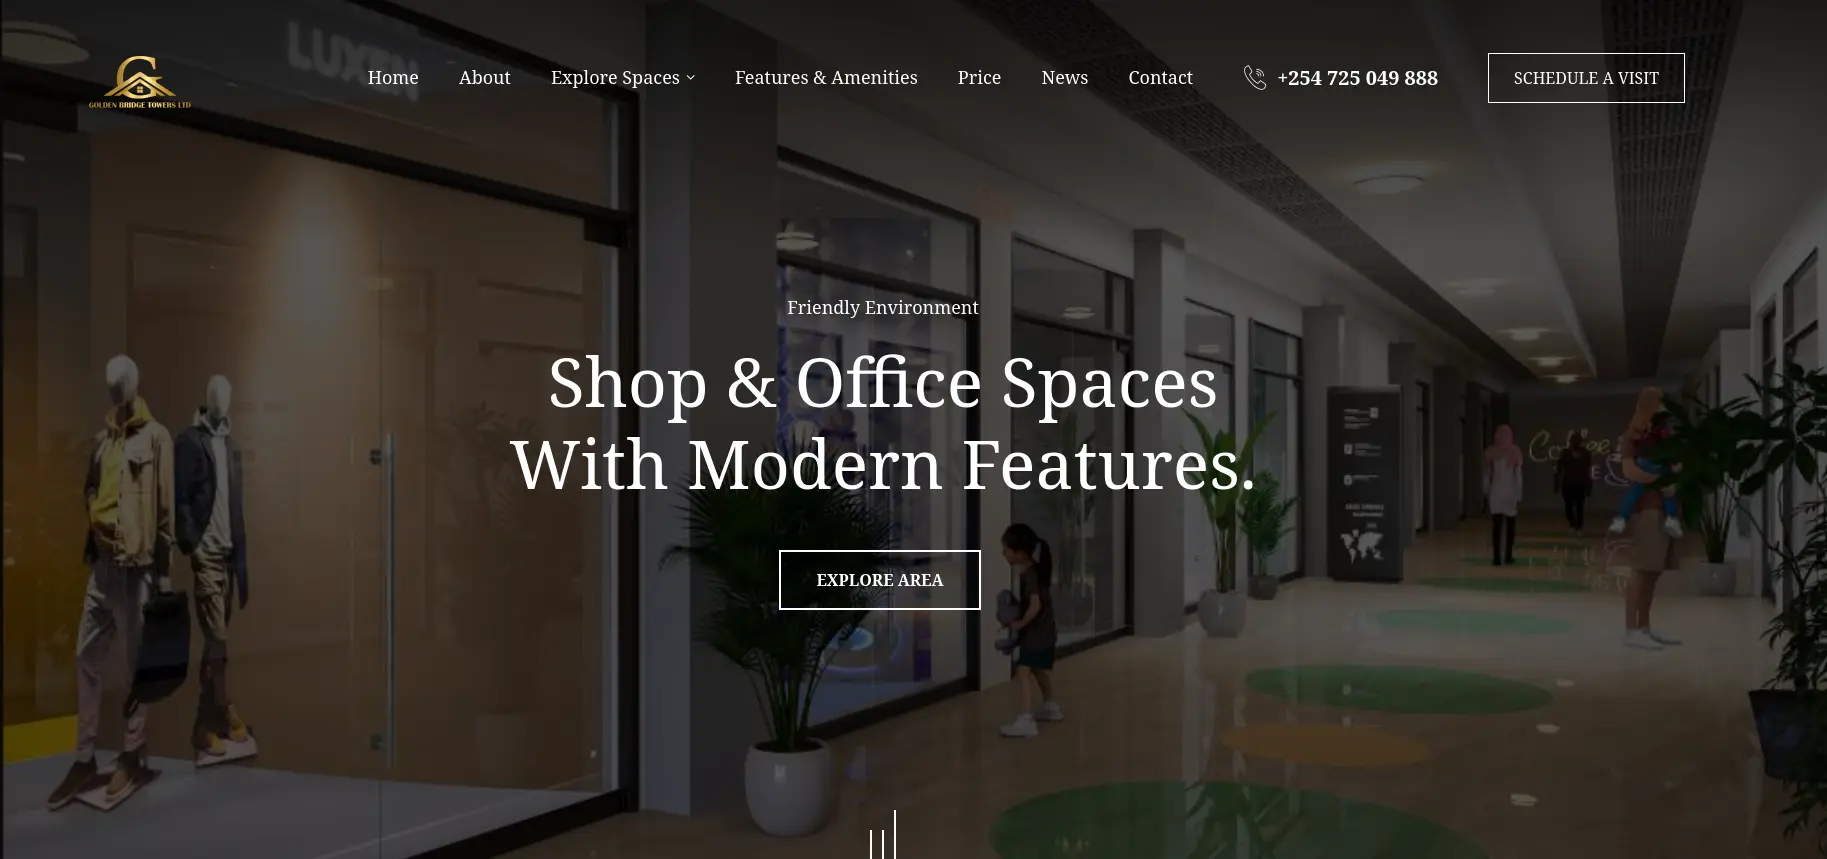 LUXEN
GOLDEN BRIDGE TOWERS LTD
Home
About
Explore Spaces
Features & Amenities
Price
News
Contact
+254 725 049 888
SCHEDULE A VISIT
Friendly Environment
Shop & Office Spaces
With Modern Features.
EXPLORE AREA